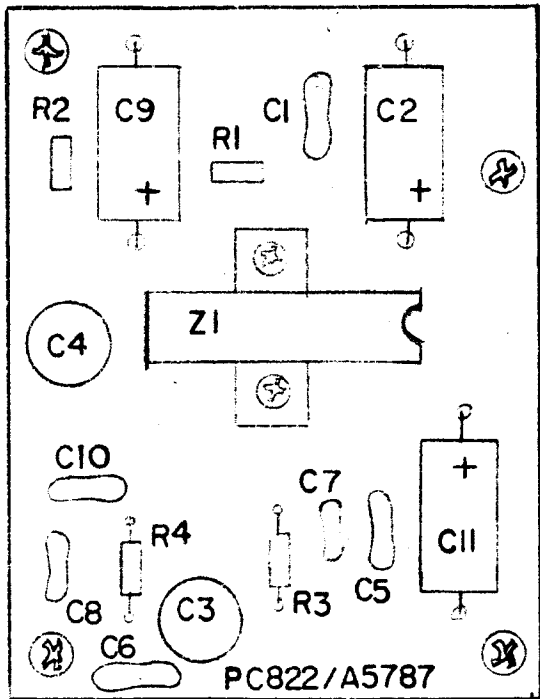 R2
C9
R1
C1
C2
+
+
Z1
C4
C10
+
C7
R4
C11
C8
C3
R3
C5
C6
PC822/A5787